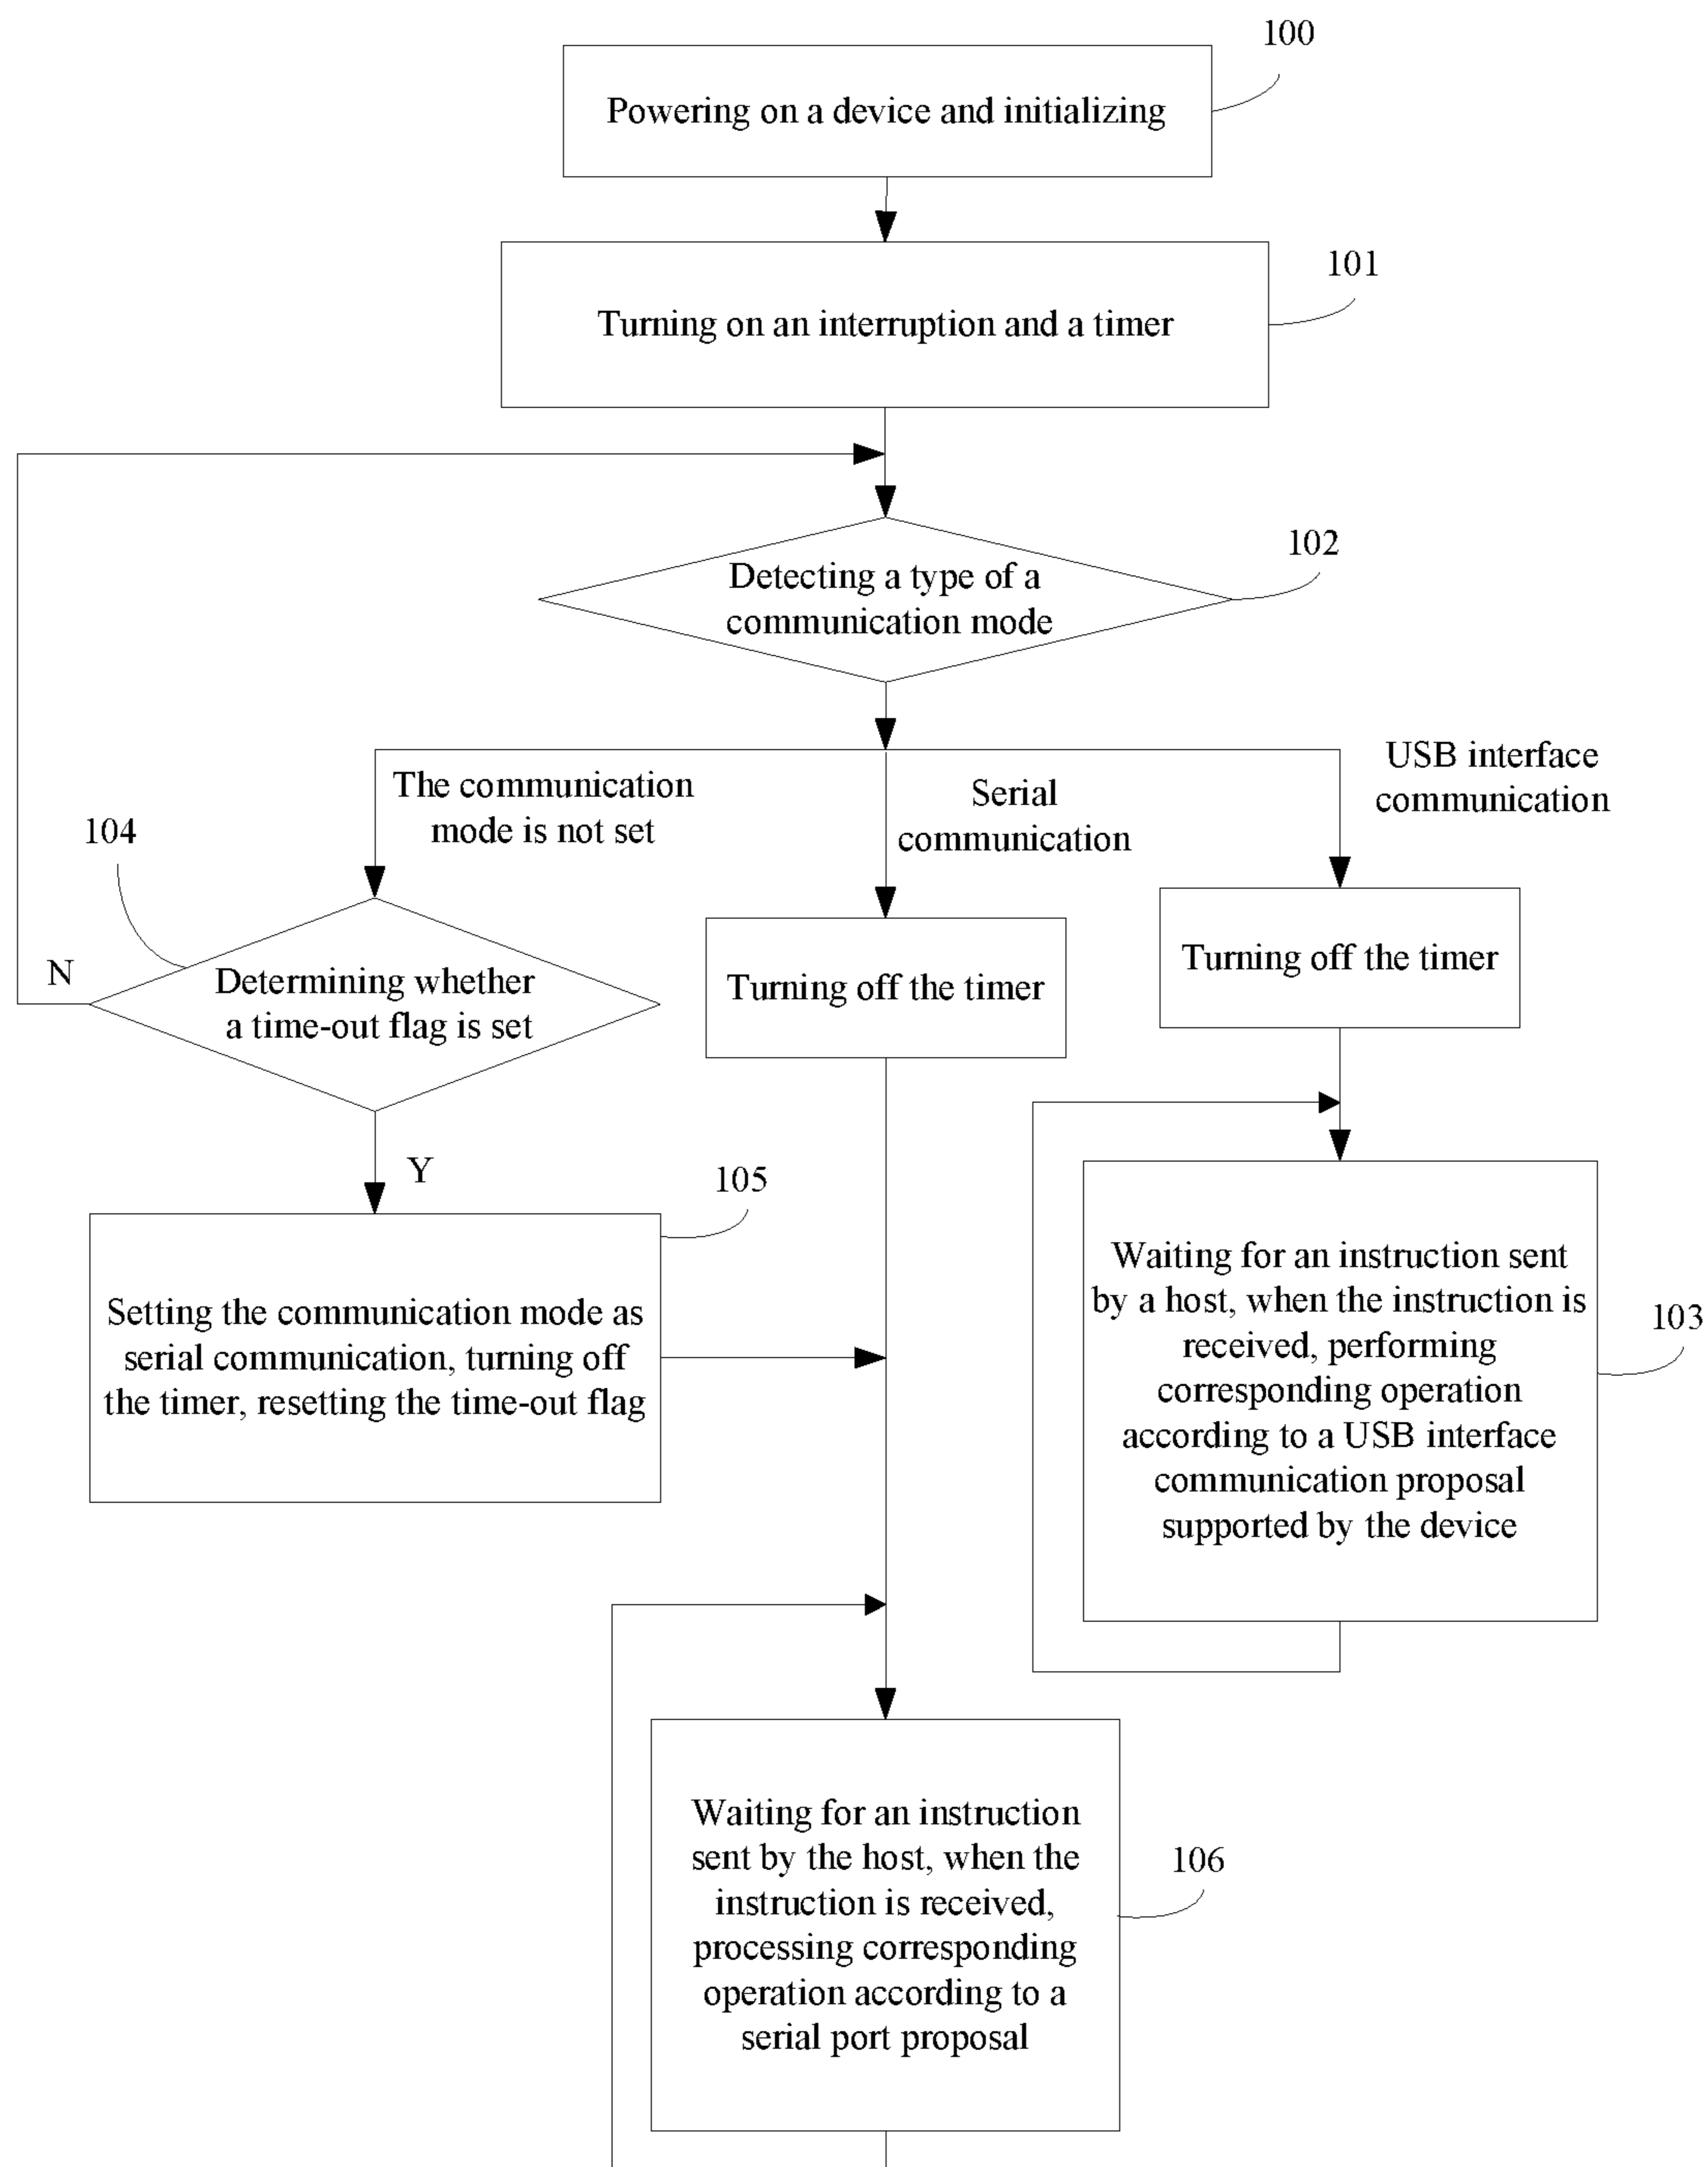 100
Powering on a device and initializing
101
Turning on an interruption and a timer
102
Detecting a type of a
communication mode
The communication
mode is not set
Serial
communication
USB interface
communication
104
N
Determining whether
a time-out flag is set
Turning off the timer
Turning off the timer
Y
105
Setting the communication mode as
serial communication, turning off
the timer, resetting the time-out flag
Waiting for an instruction sent
by a host, when the instruction is
received, performing
corresponding operation
according to a USB interface
communication proposal
supported by the device
103
Waiting for an instruction
sent by the host, when the
instruction is received,
processing corresponding
operation according to a
serial port proposal
106